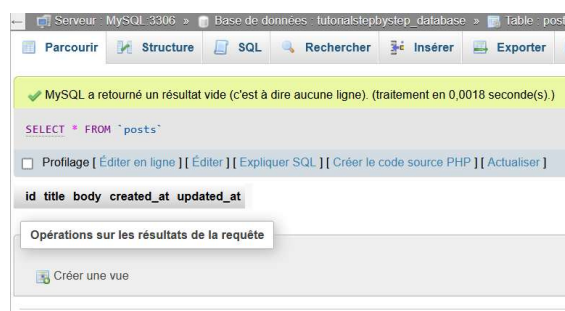 ← Serveur : MySQL:3306 » Base de données : tutorialstepbystep_database » Table : post
Parcourir Structure SQL Rechercher Insérer Exporter
MySQL a retourné un résultat vide (c'est à dire aucune ligne). (traitement en 0,0018 seconde(s).)
SELECT * FROM `posts`
Profilage [ Éditer en ligne ] [ Éditer ] [ Expliquer SQL ] [ Créer le code source PHP ] [ Actualiser ]
id title body created_at updated_at
Opérations sur les résultats de la requête
Créer une vue